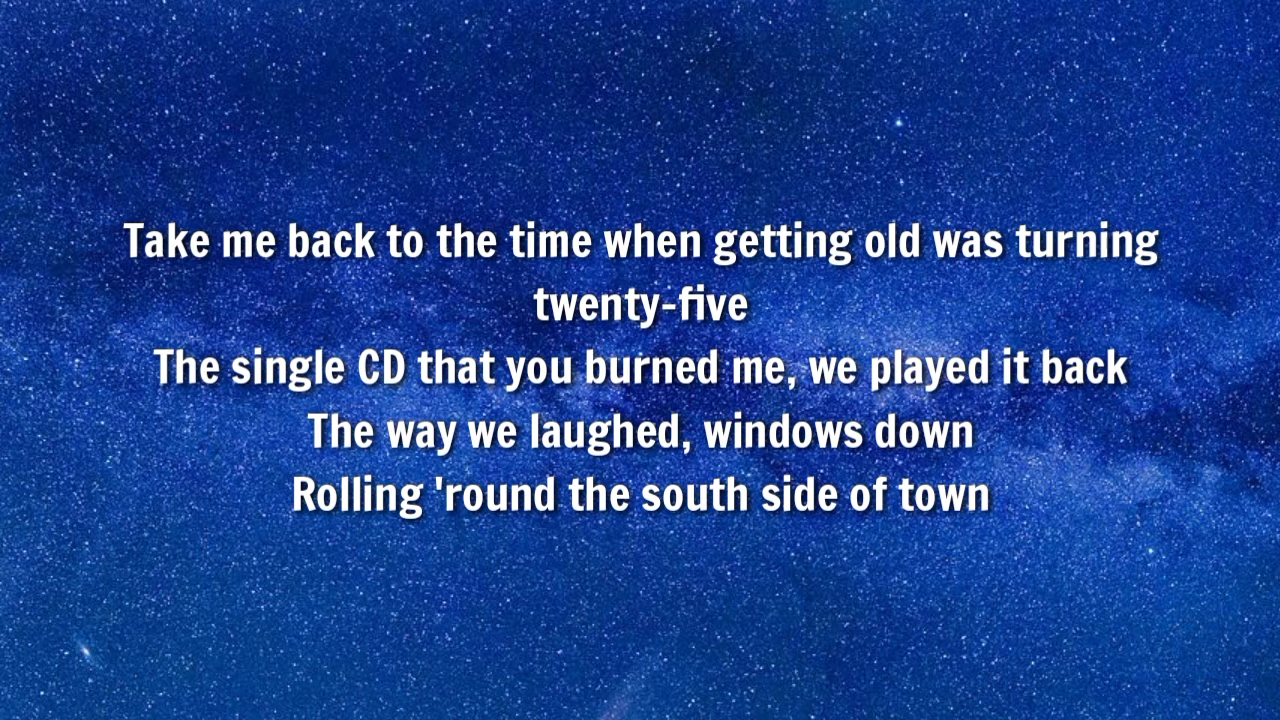 Take me back to the time when getting old was turning
twenty-five
The single CD that you burned me, we played it back
The way we laughed, windows down
Rolling 'round the south side of town